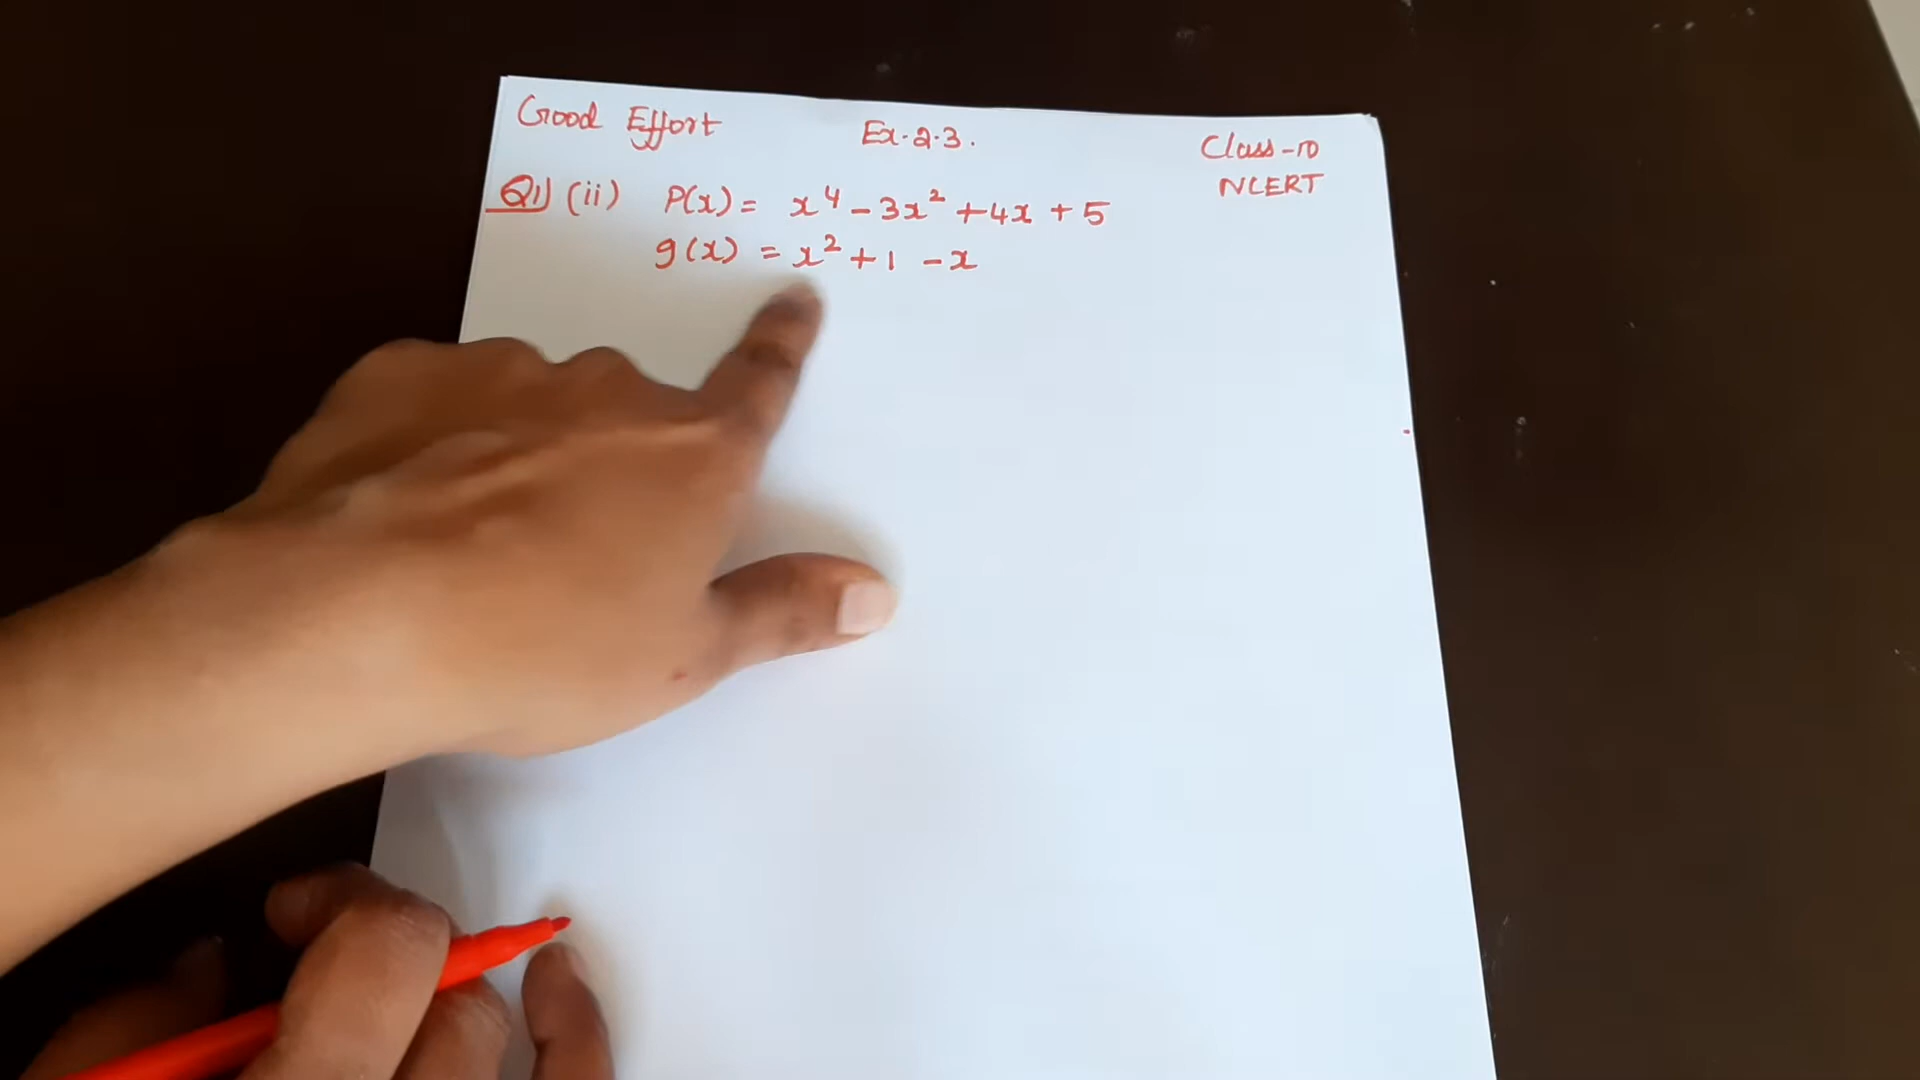 Good Effort Ex.2.3. Class-10
NCERT
Q1) (ii) P(x) = x⁴ - 3x² + 4x + 5
g(x) = x² + 1 - x